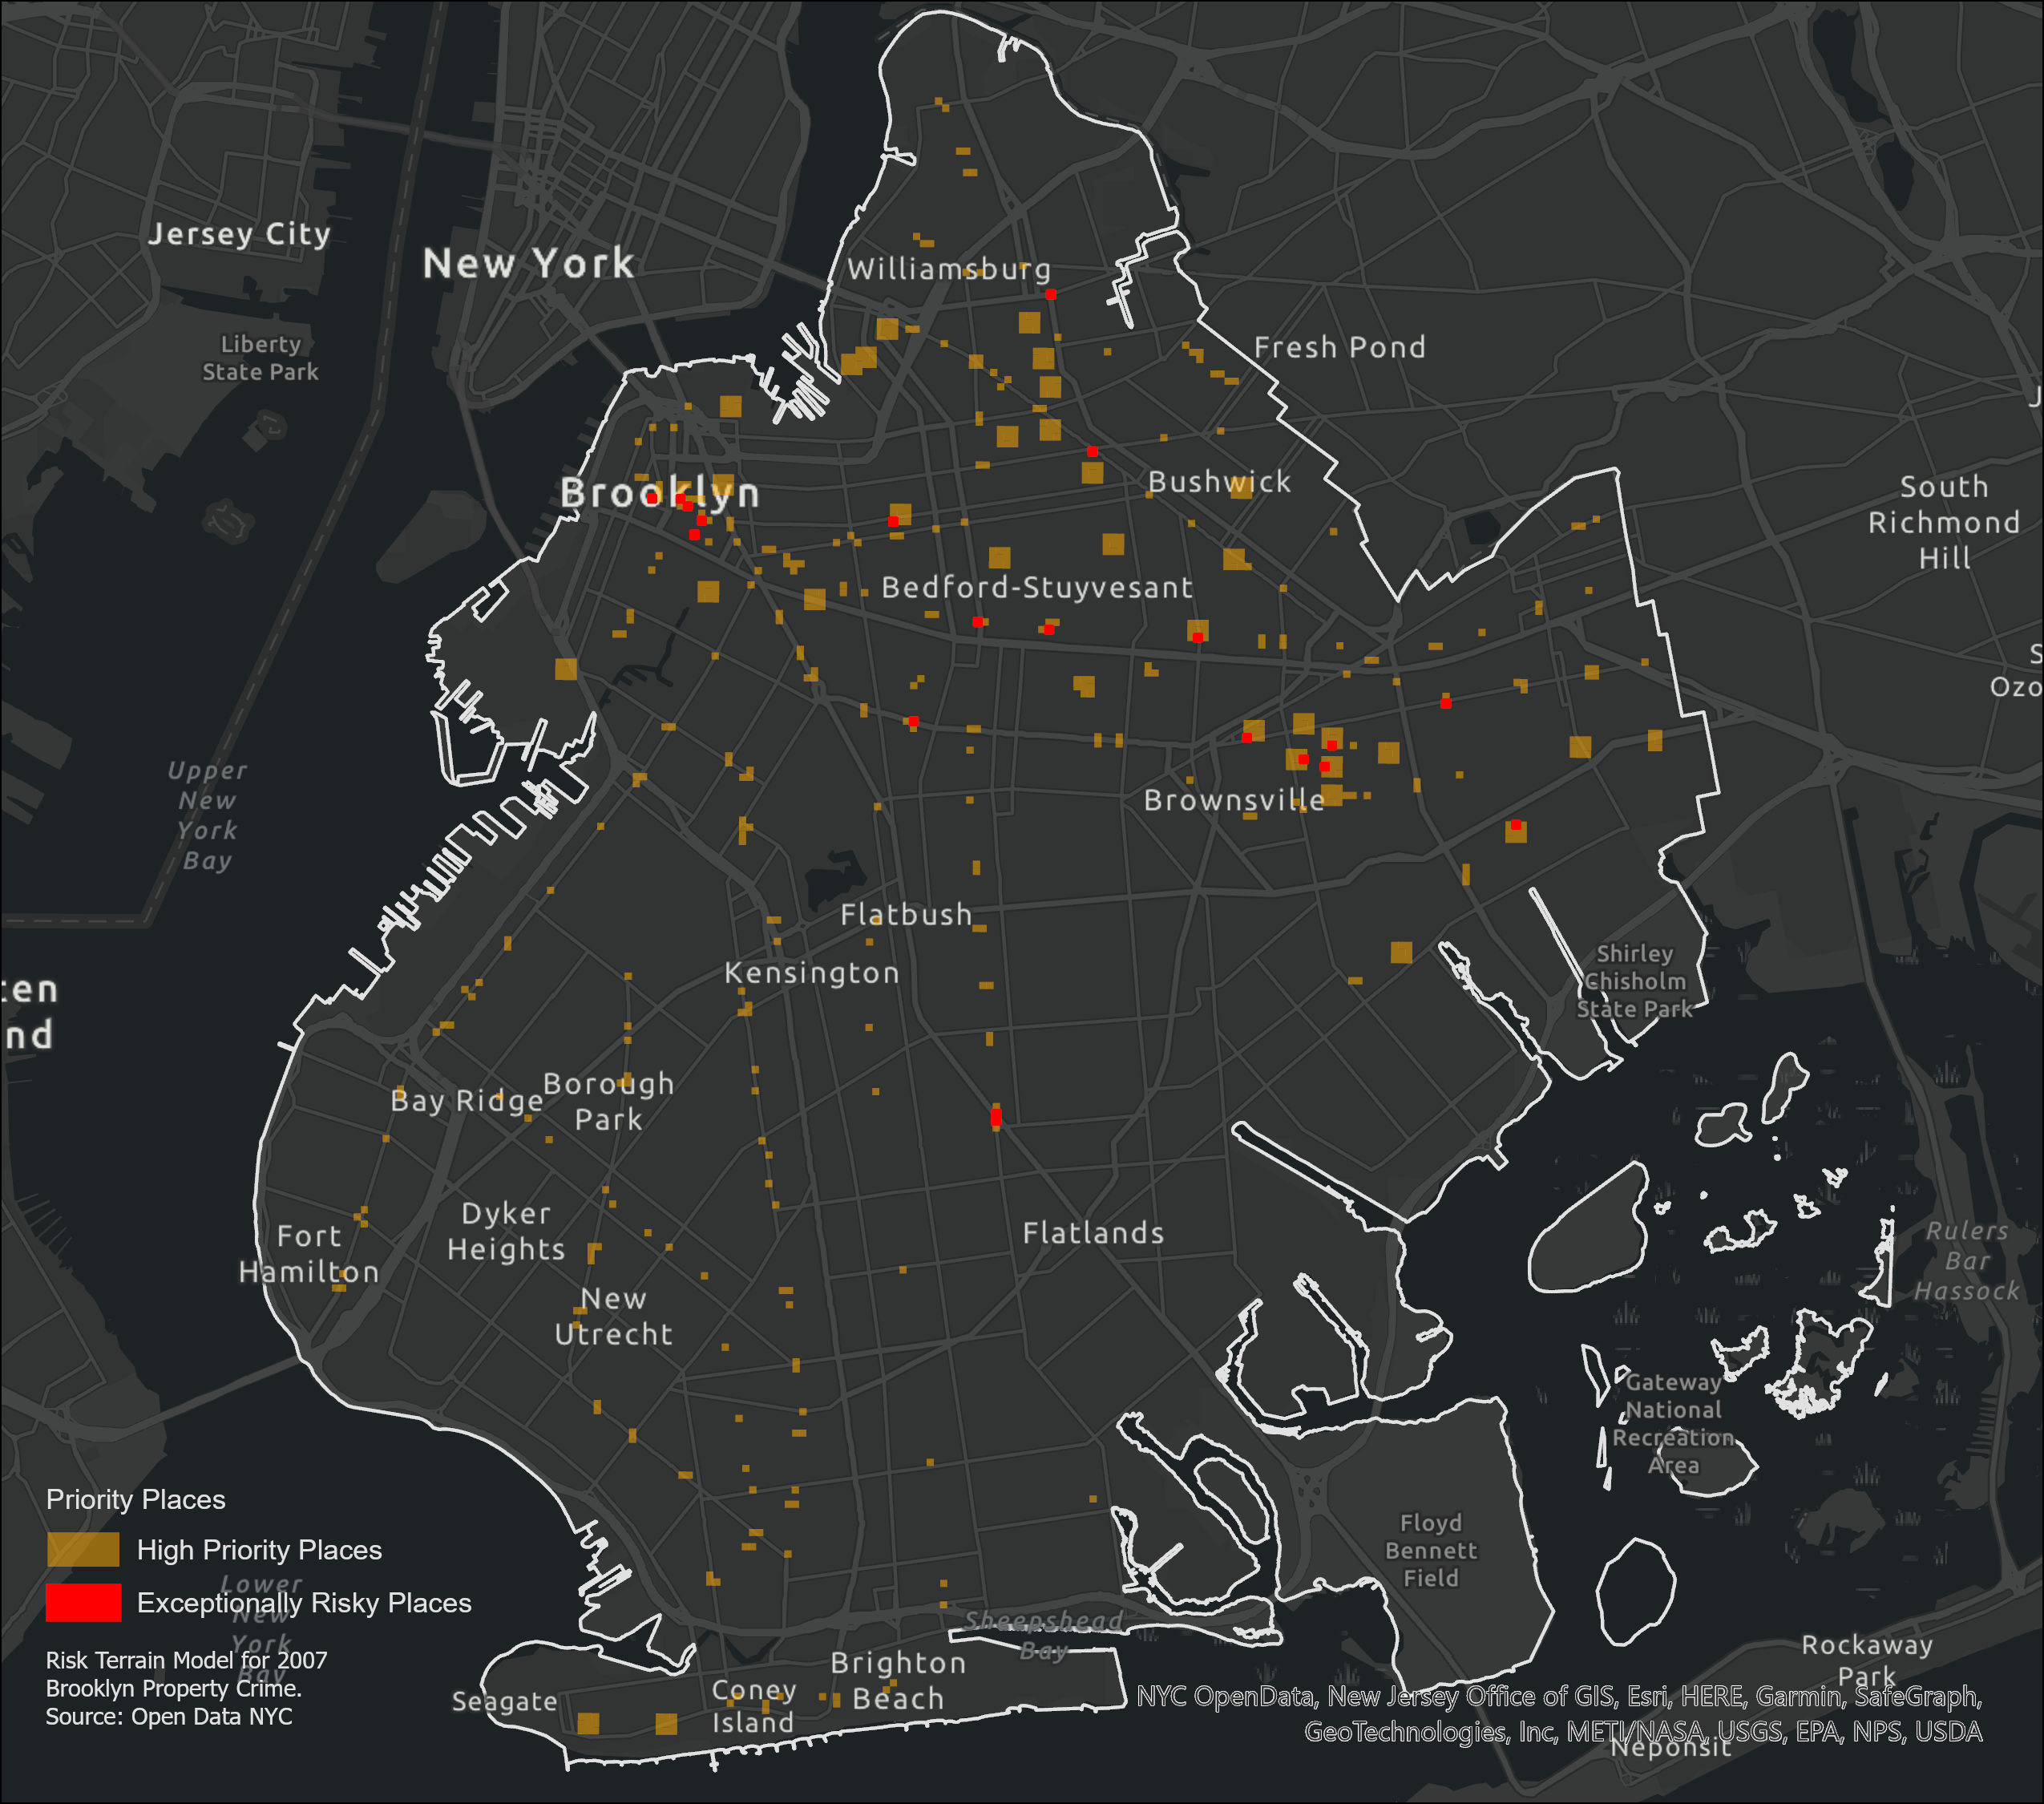 Jersey City
New York
Williamsburg
Liberty
State Park
Fresh Pond
Brooklyn
Bushwick
South
Richmond
Hill
Bedford-Stuyvesant
Upper
New
York
Bay
Brownsville
Flatbush
Kensington
Shirley
Chisholm
State Park
Bay Ridge
Borough
Park
Dyker
Heights
Flatlands
Fort
Hamilton
Rulers
Bar
Hassock
New
Utrecht
Gateway
National
Recreation
Area
Floyd
Bennett
Field
Priority Places
High Priority Places
Exceptionally Risky Places
Lower
New
York
Bay
Risk Terrain Model for 2007
Brooklyn Property Crime.
Source: Open Data NYC
Sheepshead
Bay
Brighton
Beach
Seagate
Coney
Island
Rockaway
Park
Neponsit
NYC OpenData, New Jersey Office of GIS, Esri, HERE, Garmin, SafeGraph,
GeoTechnologies, Inc, METI/NASA, USGS, EPA, NPS, USDA